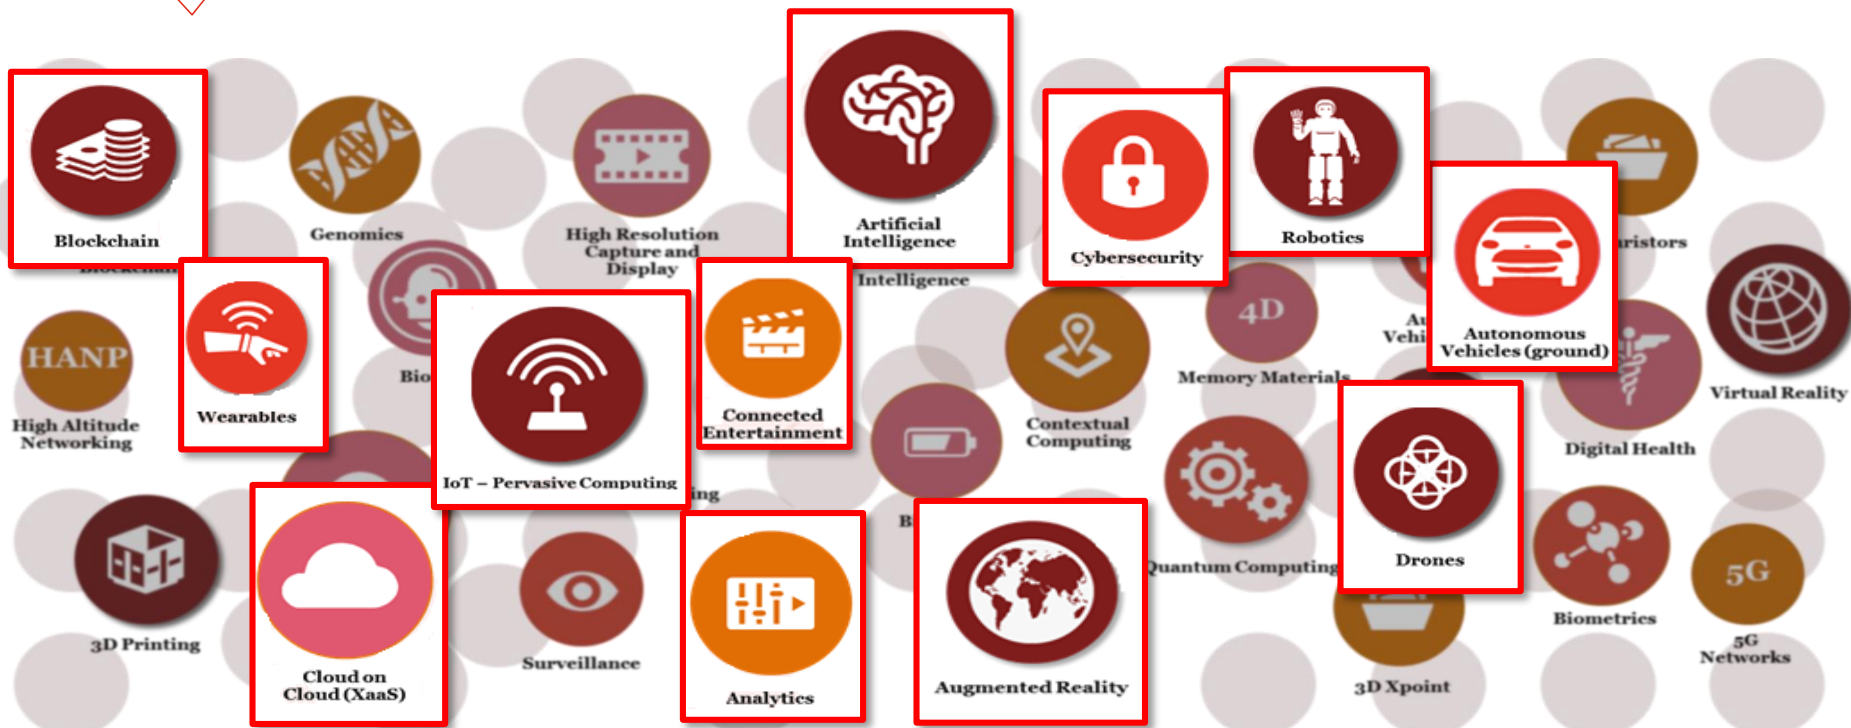 Blockchain
Genomics
High Resolution
Capture and
Display
Artificial
Intelligence
Intelligence
Cybersecurity
Robotics
Autonomous
Vehicles (ground)
HANP
High Altitude
Networking
Wearables
IoT – Pervasive Computing
Connected
Entertainment
Contextual
Computing
4D
Memory Materials
Drones
Digital Health
Virtual Reality
3D Printing
Cloud on
Cloud (XaaS)
Surveillance
Analytics
Augmented Reality
Quantum Computing
3D Xpoint
Biometrics
5G
5G
Networks